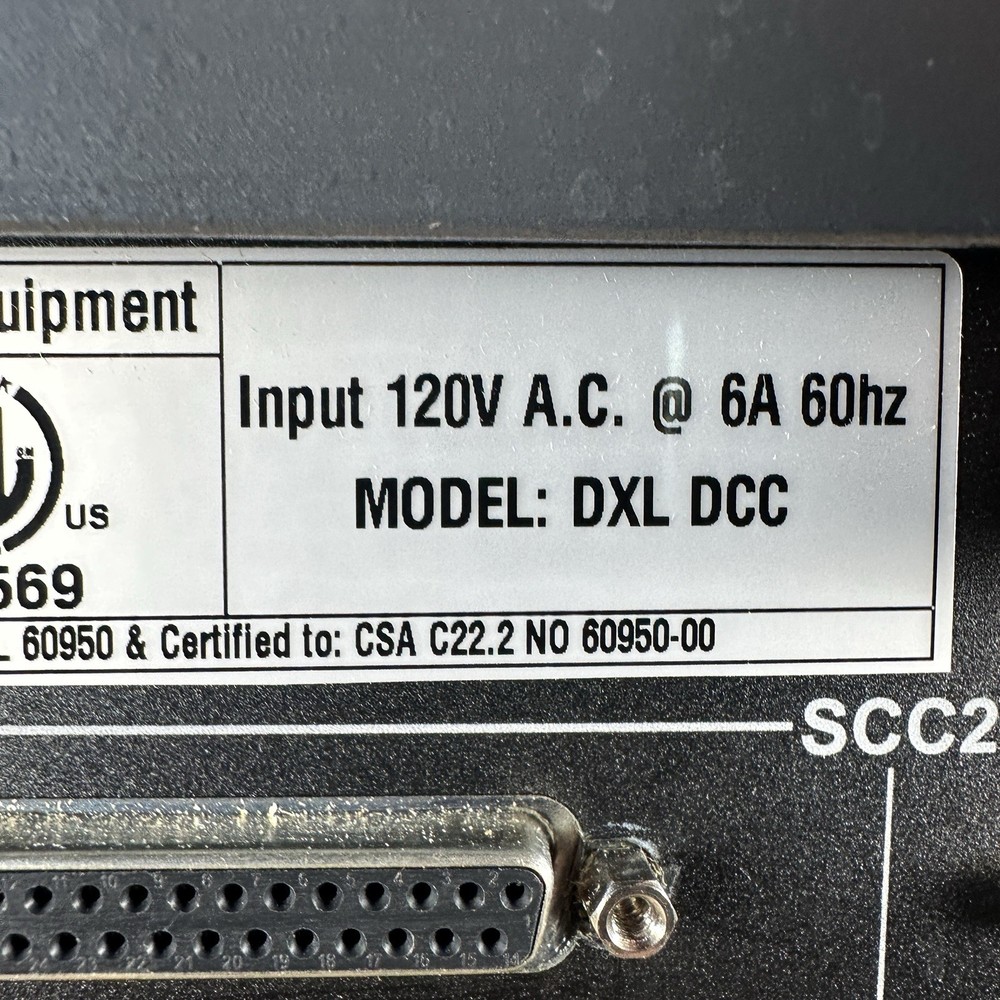 uipment
Input 120V A.C. @ 6A 60hz
MODEL: DXL DCC
US
569
L 60950 & Certified to: CSA C22.2 NO 60950-00
SCC2